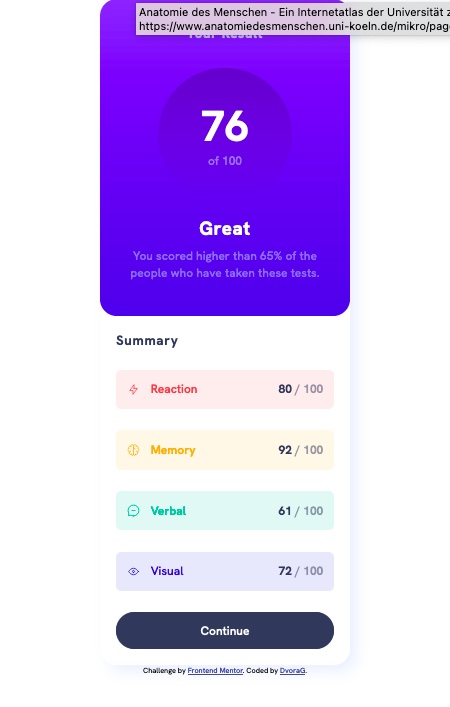 Anatomie des Menschen - Ein Internetatlas der Universität z
https://www.anatomiedesmenschen.uni-koeln.de/mikro/pag
Your Result
76
of 100
Great
You scored higher than 65% of the
people who have taken these tests.
Summary
Reaction 80 / 100
Memory 92 / 100
Verbal 61 / 100
Visual 72 / 100
Continue
Challenge by Frontend Mentor. Coded by DvoraG.